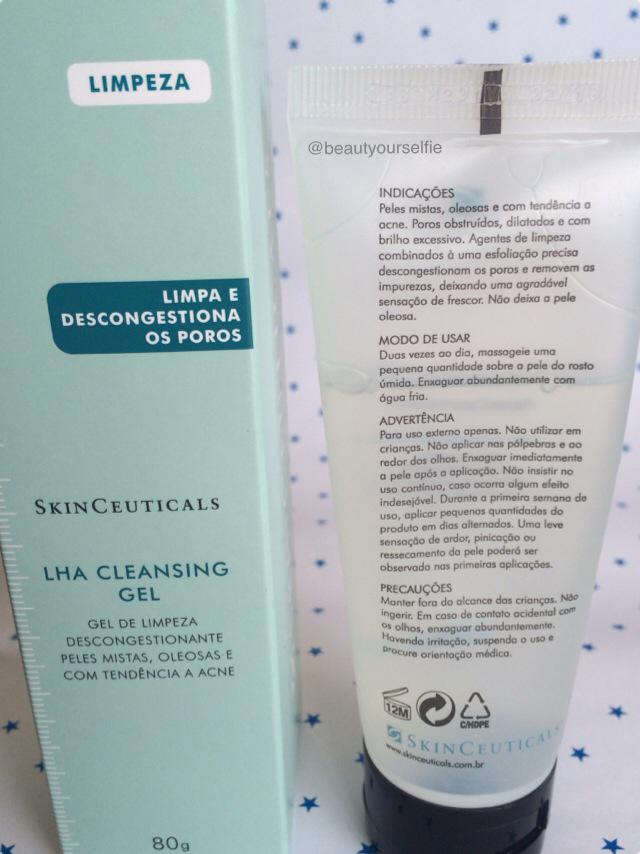 LIMPEZA
LIMPA E
DESCONGESTIONA
OS POROS
SKINCEUTICALS
LHA CLEANSING
GEL
GEL DE LIMPEZA
DESCONGESTIONANTE
PELES MISTAS, OLEOSAS E
COM TENDÊNCIA A ACNE
80g
@beautyourselfie
INDICAÇÕES
Peles mistas, oleosas e com tendência a
acne. Poros obstruídos, dilatados e com
brilho excessivo. Agentes de limpeza
combinados à uma esfoliação precisa
descongestionam os poros e removem as
impurezas, deixando uma agradável
sensação de frescor. Não deixa a pele
oleosa.
MODO DE USAR
Duas vezes ao dia, massageie uma
pequena quantidade sobre a pele do rosto
úmida. Enxaguar abundantemente com
água fria.
ADVERTÊNCIA
Para uso externo apenas. Não utilizar em
crianças. Não aplicar nas pálpebras e ao
redor dos olhos. Enxaguar imediatamente
a pele após a aplicação. Não insistir no
uso contínuo, caso ocorra algum efeito
indesejável. Durante a primeira semana de
uso, aplicar pequenas quantidades do
produto em dias alternados. Uma leve
sensação de ardor, pinicação ou
ressecamento da pele poderá ser
observada nas primeiras aplicações.
PRECAUÇÕES
Manter fora do alcance das crianças. Não
ingerir. Em caso de contato acidental com
os olhos, enxaguar abundantemente.
Havendo irritação, suspenda o uso e
procure orientação médica.
12M
C/HDPE
SKINCEUTICALS
www.skinceuticals.com.br